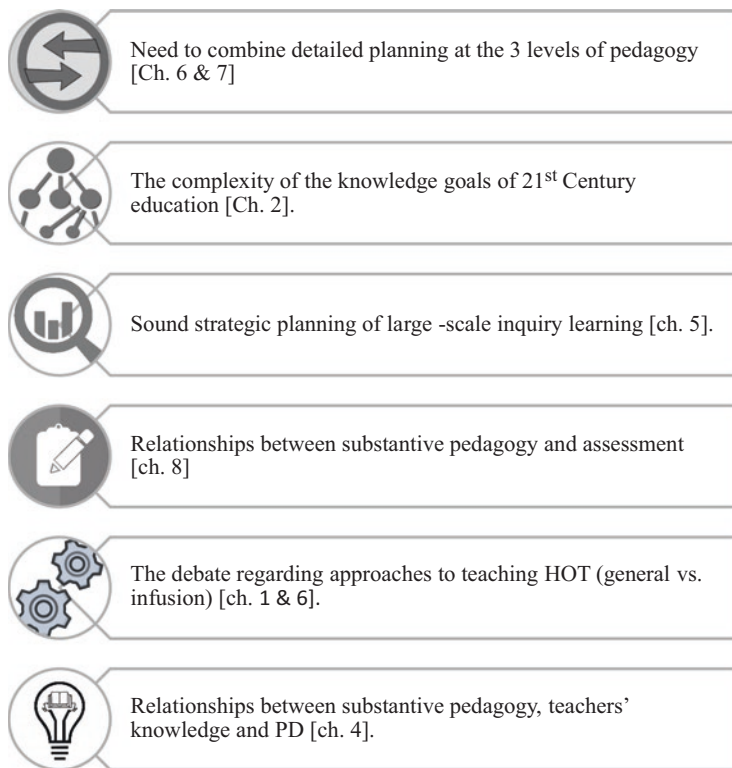 Need to combine detailed planning at the 3 levels of pedagogy
[Ch. 6 & 7]
The complexity of the knowledge goals of 21st Century
education [Ch. 2].
Sound strategic planning of large -scale inquiry learning [ch. 5].
Relationships between substantive pedagogy and assessment
[ch. 8]
The debate regarding approaches to teaching HOT (general vs.
infusion) [ch. 1 & 6].
Relationships between substantive pedagogy, teachers’
knowledge and PD [ch. 4].